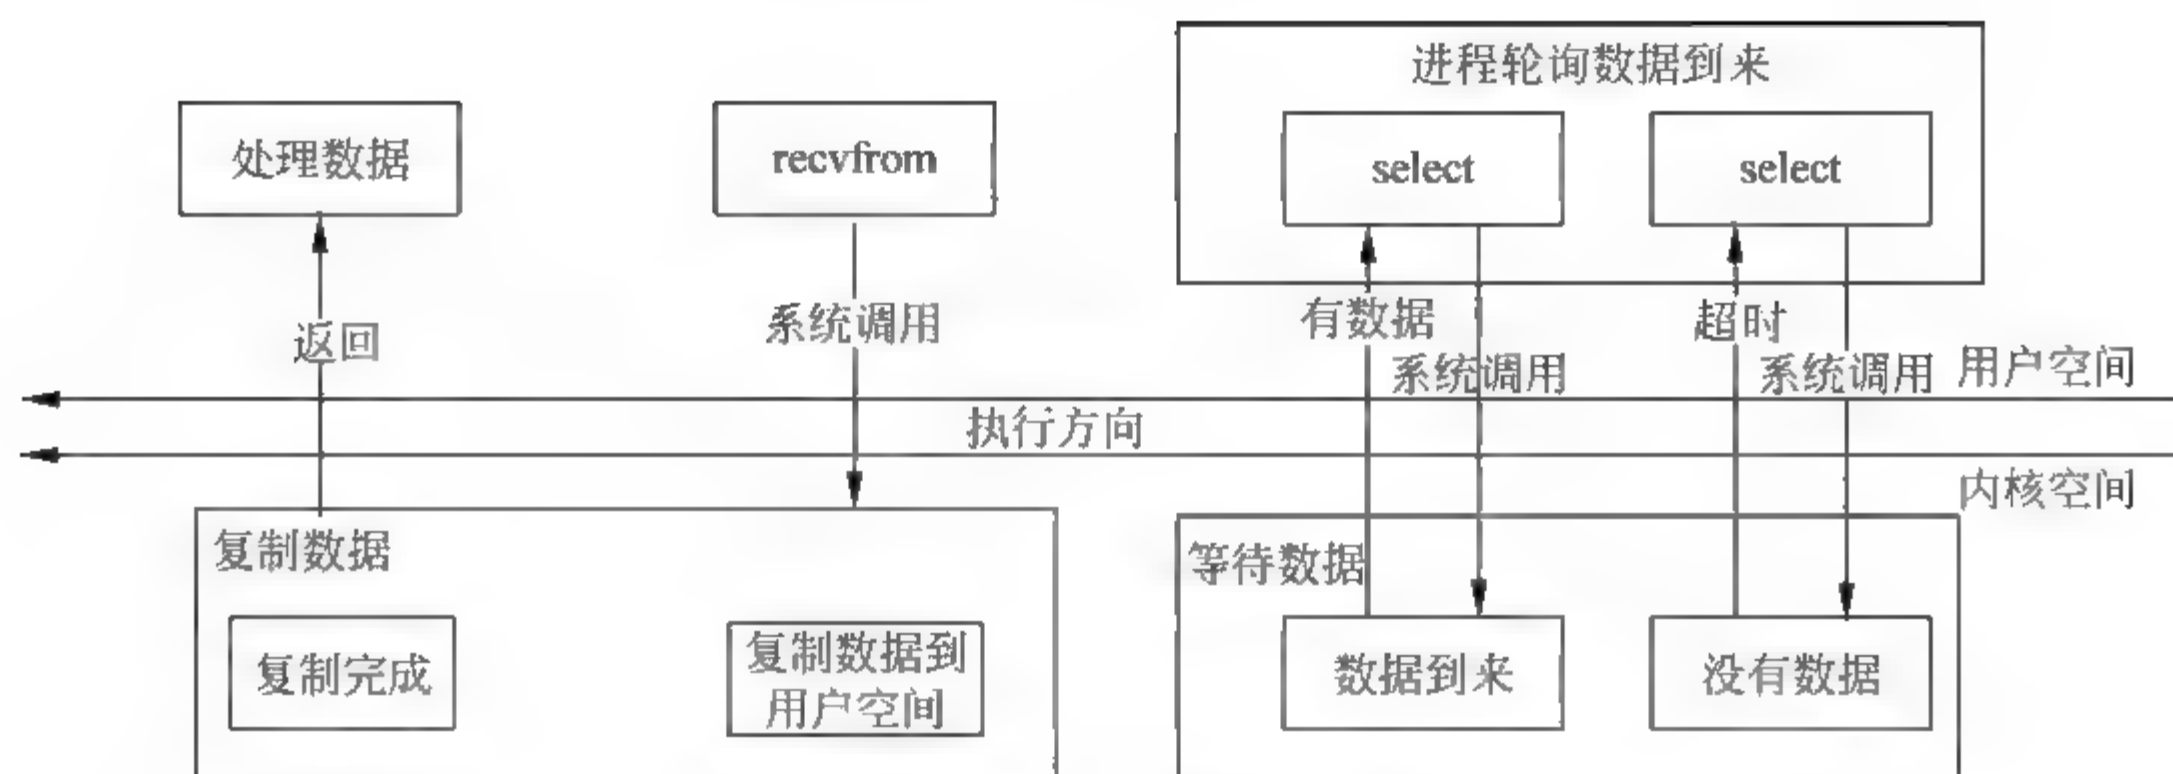 进程轮询数据到来
处理数据
recvfrom
select
select
返回
系统调用
有数据
系统调用
超时
系统调用
用户空间
执行方向
内核空间
复制数据
等待数据
复制完成
复制数据到
用户空间
数据到来
没有数据